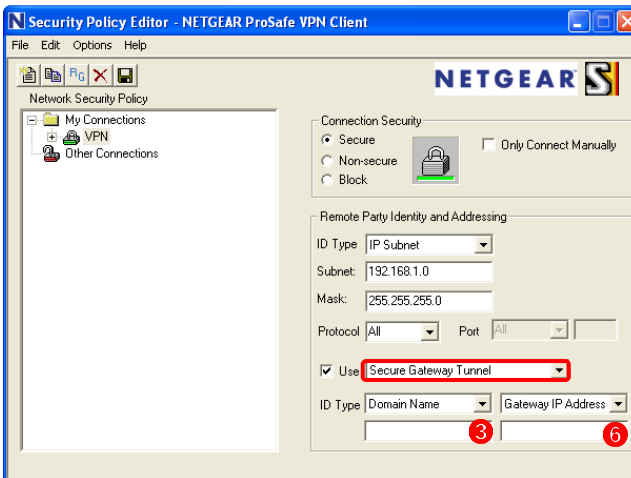 N Security Policy Editor - NETGEAR ProSafe VPN Client
File Edit Options Help
RG
NETGEAR S
Network Security Policy
My Connections
VPN
Other Connections
Connection Security
Secure
Non-secure
Block
Only Connect Manually
Remote Party Identity and Addressing
ID Type IP Subnet
Subnet: 192.168.1.0
Mask: 255.255.255.0
Protocol All Port All
Use Secure Gateway Tunnel
ID Type Domain Name Gateway IP Address
3 6